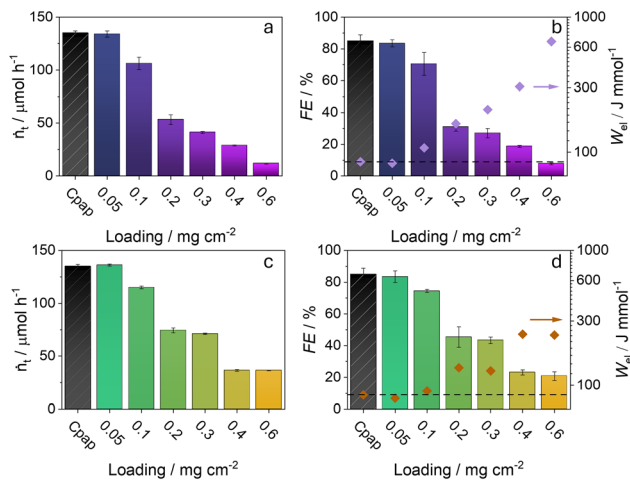 a
150
100
50
0
ṅt / μmol h-1
Cpap 0.05 0.1 0.2 0.3 0.4 0.6
Loading / mg cm-2
b
100
80
60
40
20
0
FE / %
1000
600
300
100
Wel / J mmol-1
Cpap 0.05 0.1 0.2 0.3 0.4 0.6
Loading / mg cm-2
c
150
100
50
0
ṅt / μmol h-1
Cpap 0.05 0.1 0.2 0.3 0.4 0.6
Loading / mg cm-2
d
100
80
60
40
20
0
FE / %
1000
600
300
100
Wel / J mmol-1
Cpap 0.05 0.1 0.2 0.3 0.4 0.6
Loading / mg cm-2